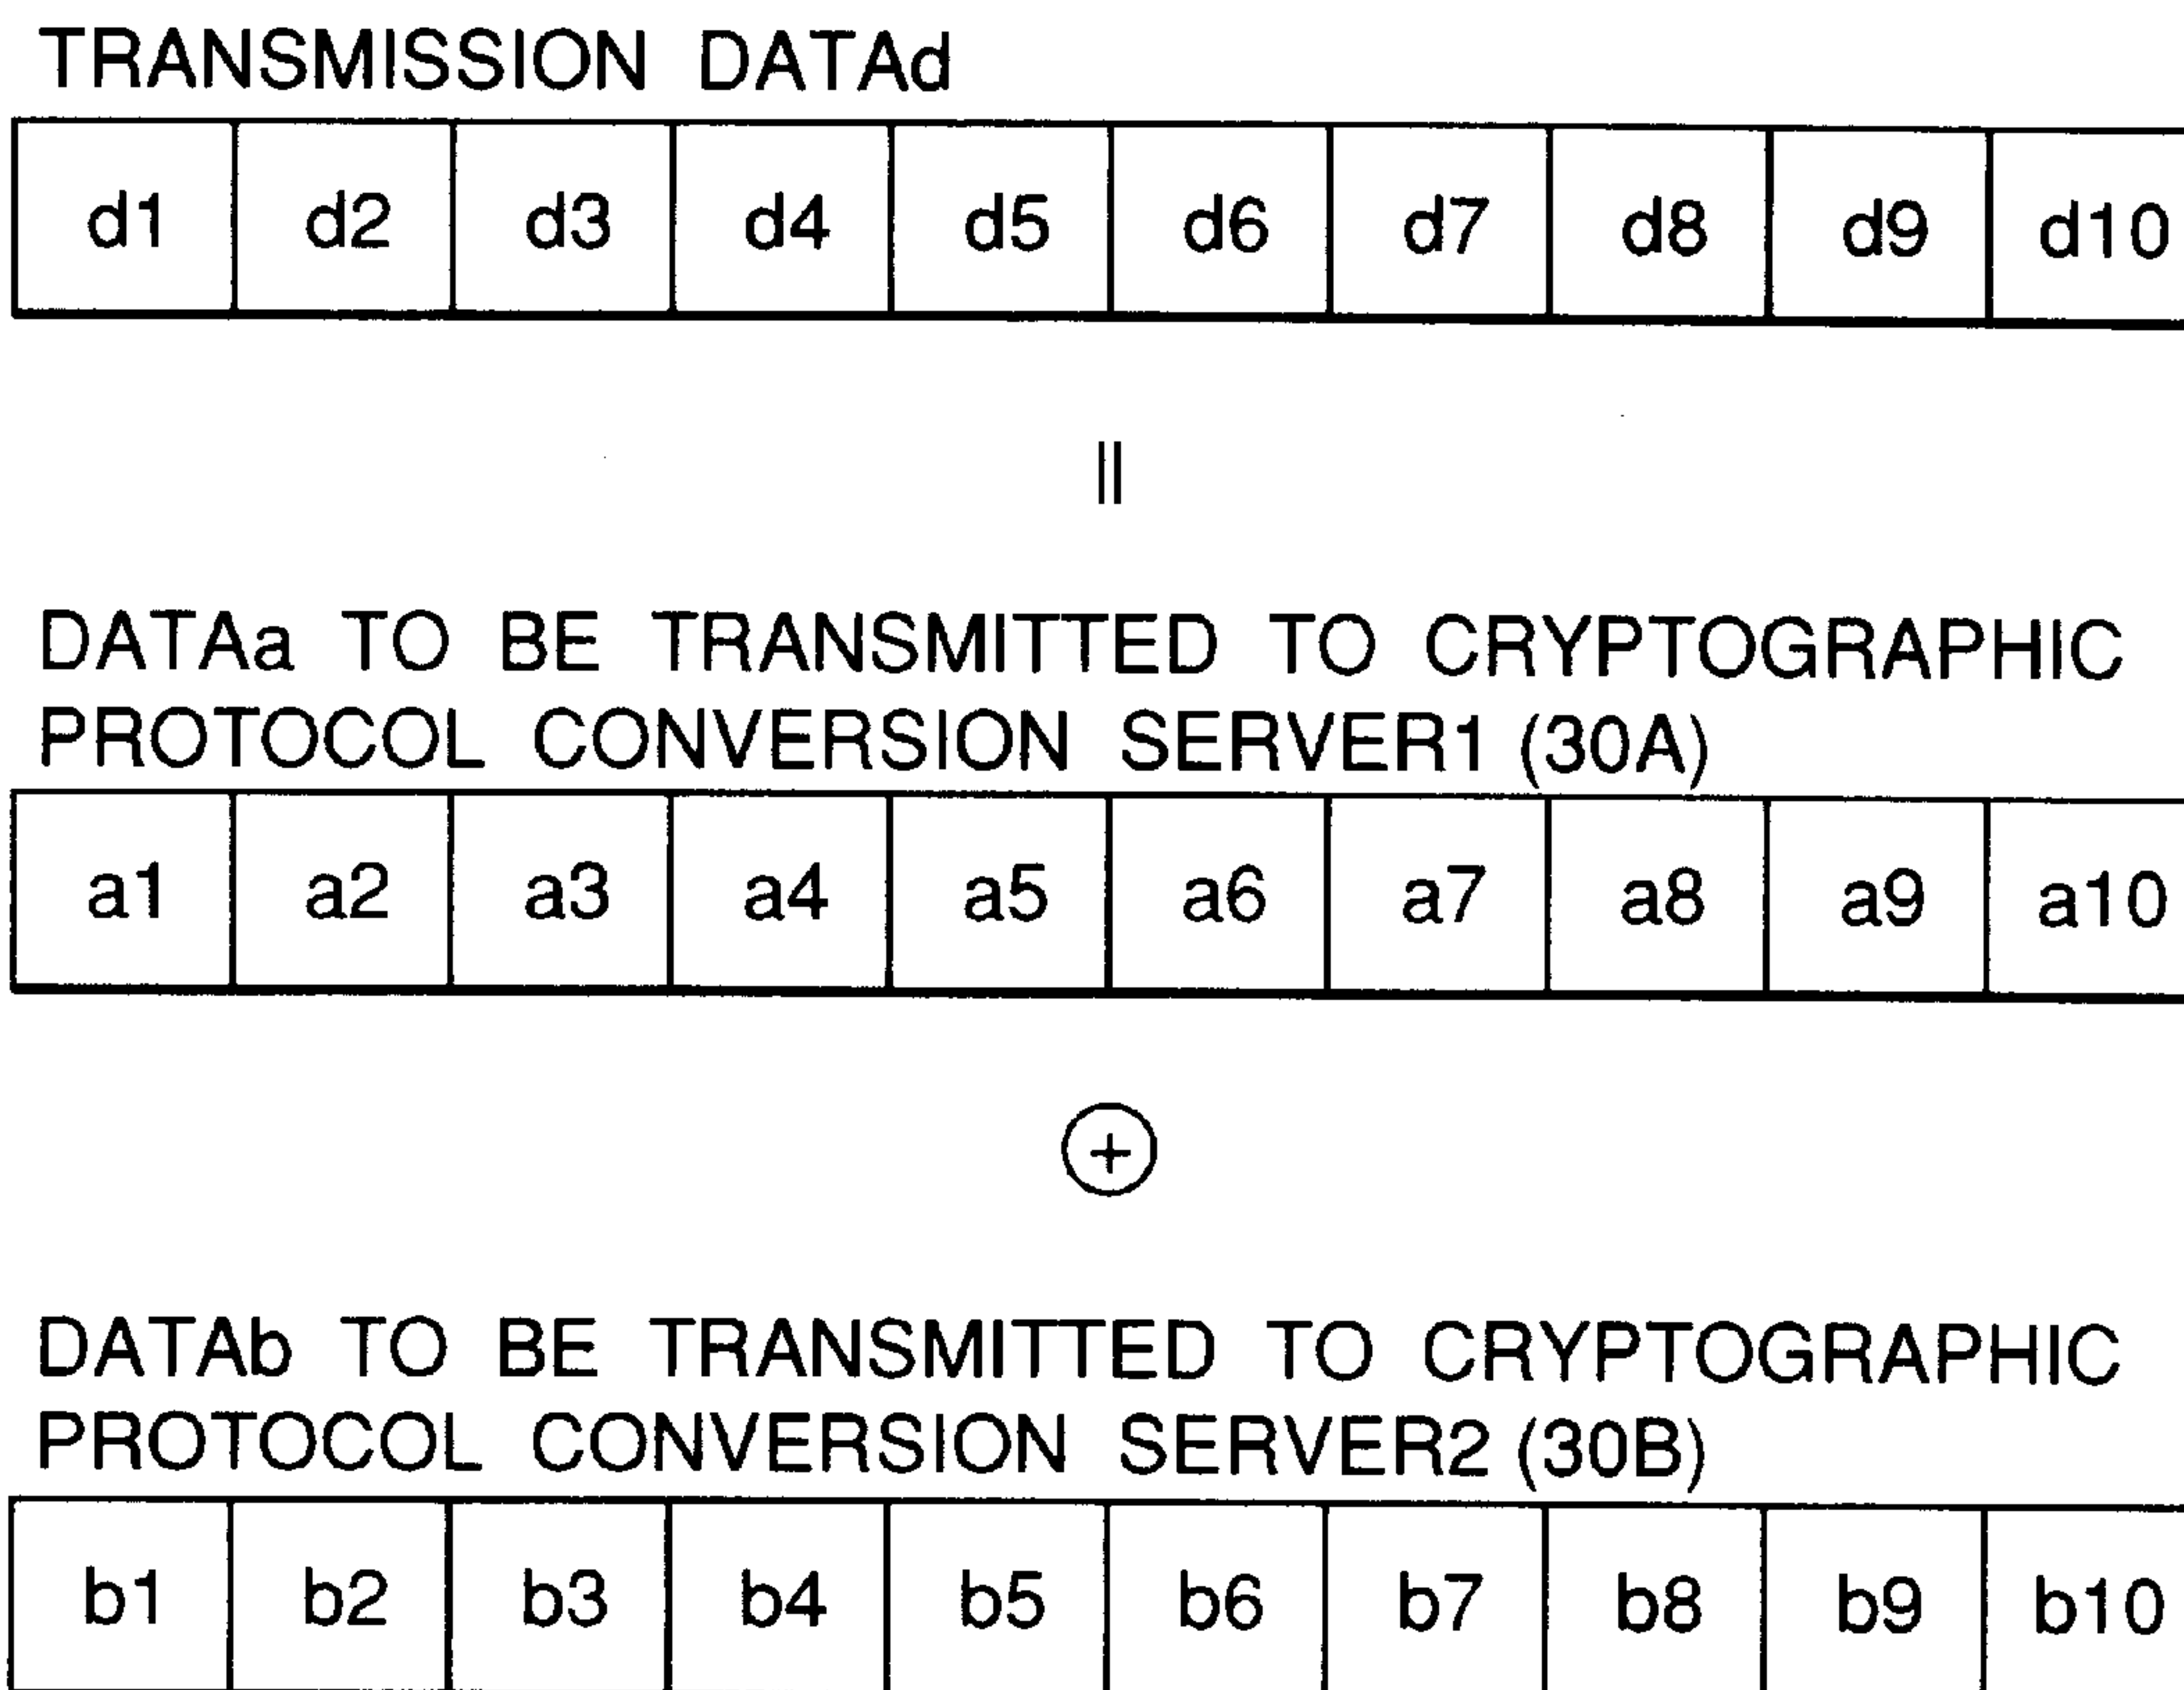 TRANSMISSION DATAd
d1 d2 d3 d4 d5 d6 d7 d8 d9 d10
||
DATAa TO BE TRANSMITTED TO CRYPTOGRAPHIC
PROTOCOL CONVERSION SERVER1 (30A)
a1 a2 a3 a4 a5 a6 a7 a8 a9 a10
⊕
DATAb TO BE TRANSMITTED TO CRYPTOGRAPHIC
PROTOCOL CONVERSION SERVER2 (30B)
b1 b2 b3 b4 b5 b6 b7 b8 b9 b10